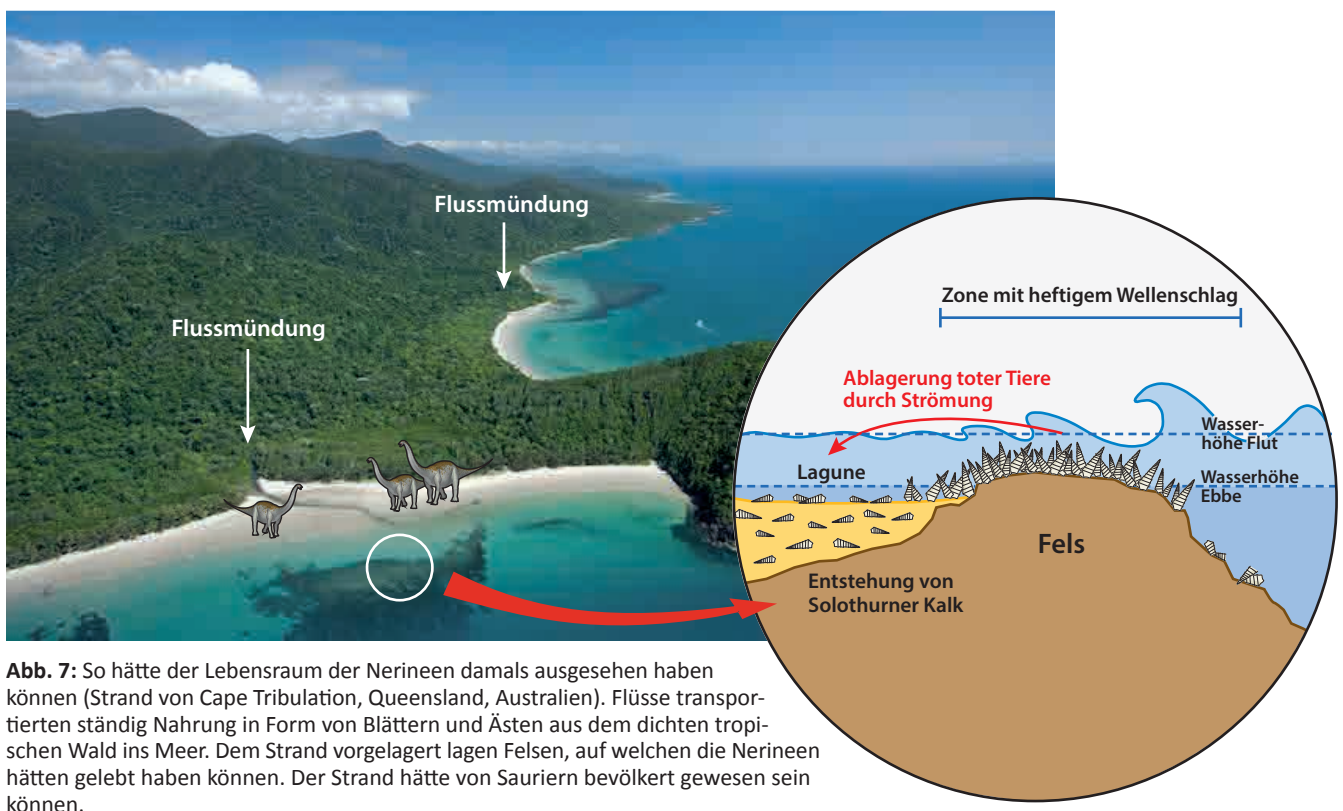 Flussmündung
Flussmündung
Zone mit heftigem Wellenschlag
Ablagerung toter Tiere
durch Strömung
Wasser-
höhe Flut
Lagune
Wasserhöhe
Ebbe
Fels
Entstehung von
Solothurner Kalk
Abb. 7: So hätte der Lebensraum der Nerineen damals ausgesehen haben
können (Strand von Cape Tribulation, Queensland, Australien). Flüsse transpor-
tierten ständig Nahrung in Form von Blättern und Ästen aus dem dichten tropi-
schen Wald ins Meer. Dem Strand vorgelagert lagen Felsen, auf welchen die Nerineen
hätten gelebt haben können. Der Strand hätte von Sauriern bevölkert gewesen sein
können.